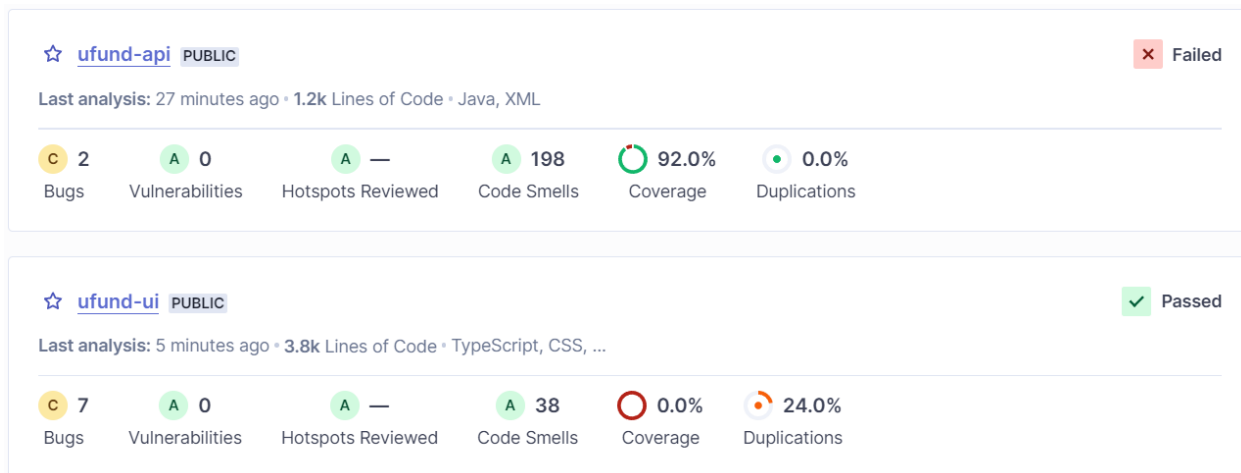 ufund-api PUBLIC Failed
Last analysis: 27 minutes ago • 1.2k Lines of Code • Java, XML
C 2 A 0 A — A 198 92.0% 0.0%
Bugs Vulnerabilities Hotspots Reviewed Code Smells Coverage Duplications
ufund-ui PUBLIC Passed
Last analysis: 5 minutes ago • 3.8k Lines of Code • TypeScript, CSS, ...
C 7 A 0 A — A 38 0.0% 24.0%
Bugs Vulnerabilities Hotspots Reviewed Code Smells Coverage Duplications